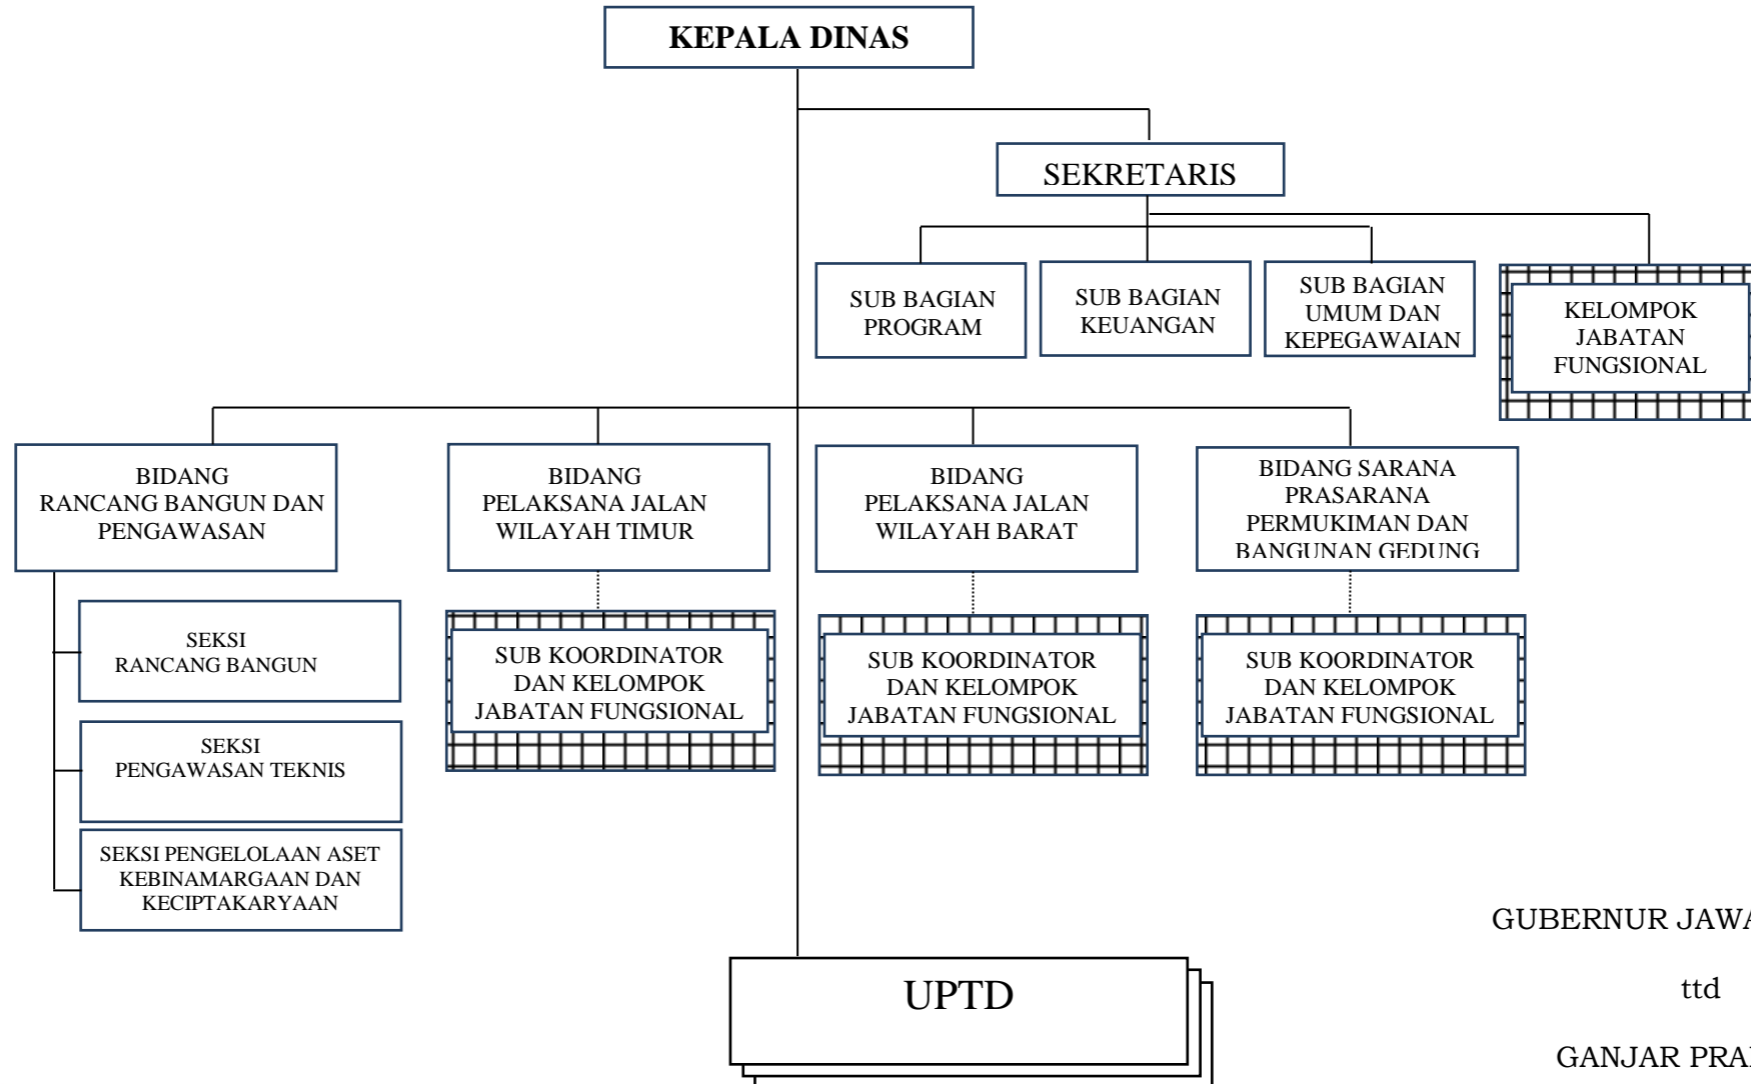 KEPALA DINAS
SEKRETARIS
SUB BAGIAN
PROGRAM
SUB BAGIAN
KEUANGAN
SUB BAGIAN
UMUM DAN
KEPEGAWAIAN
KELOMPOK
JABATAN
FUNGSIONAL
BIDANG
RANCANG BANGUN DAN
PENGAWASAN
BIDANG
PELAKSANA JALAN
WILAYAH TIMUR
BIDANG
PELAKSANA JALAN
WILAYAH BARAT
BIDANG SARANA
PRASARANA
PERMUKIMAN DAN
BANGUNAN GEDUNG
SEKSI
RANCANG BANGUN
SEKSI
PENGAWASAN TEKNIS
SEKSI PENGELOLAAN ASET
KEBINAMARGAAN DAN
KECIPTAKARYAAN
SUB KOORDINATOR
DAN KELOMPOK
JABATAN FUNGSIONAL
SUB KOORDINATOR
DAN KELOMPOK
JABATAN FUNGSIONAL
SUB KOORDINATOR
DAN KELOMPOK
JABATAN FUNGSIONAL
UPTD
GUBERNUR JAWA
ttd
GANJAR